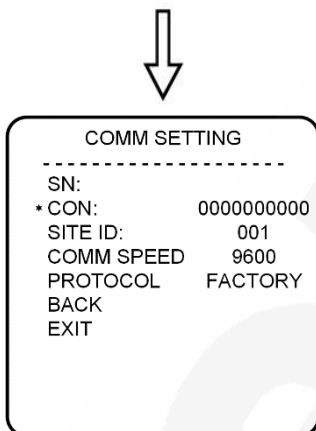 COMM SETTING
- - - - - - - - - - - - - - - - - - - - -
SN:
* CON: 0000000000
SITE ID: 001
COMM SPEED 9600
PROTOCOL FACTORY
BACK
EXIT